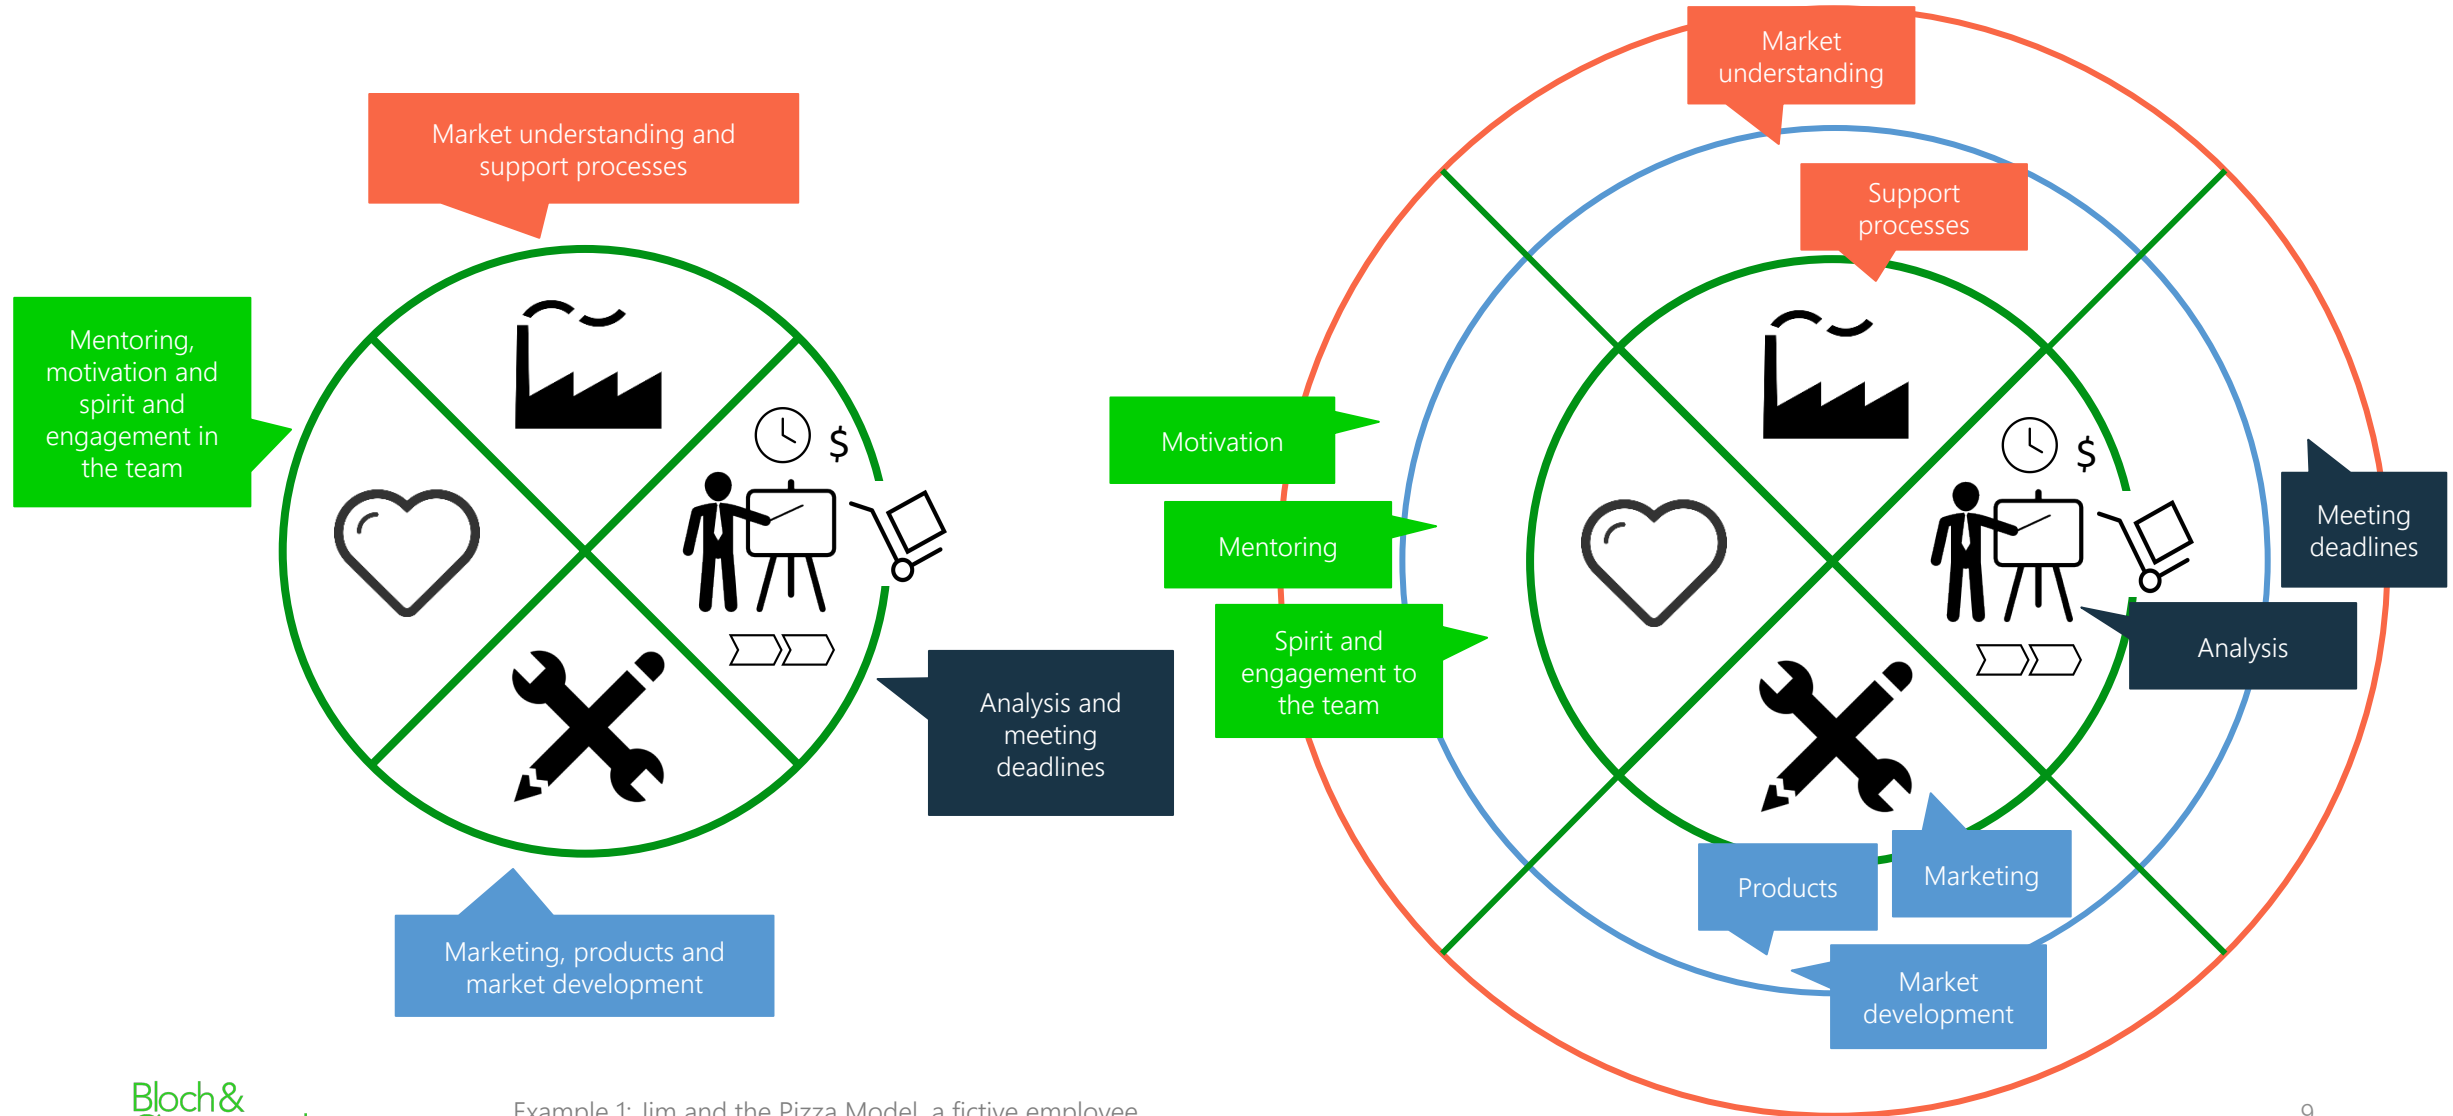 Market understanding and
support processes
Mentoring,
motivation and
spirit and
engagement in
the team
$
Analysis and
meeting
deadlines
Marketing, products and
market development
Market
understanding
Support
processes
Motivation
Mentoring
Spirit and
engagement to
the team
$
Meeting
deadlines
Analysis
Marketing
Products
Market
development
Bloch&
Example 1: Jim and the Pizza Model, a fictive employee
9